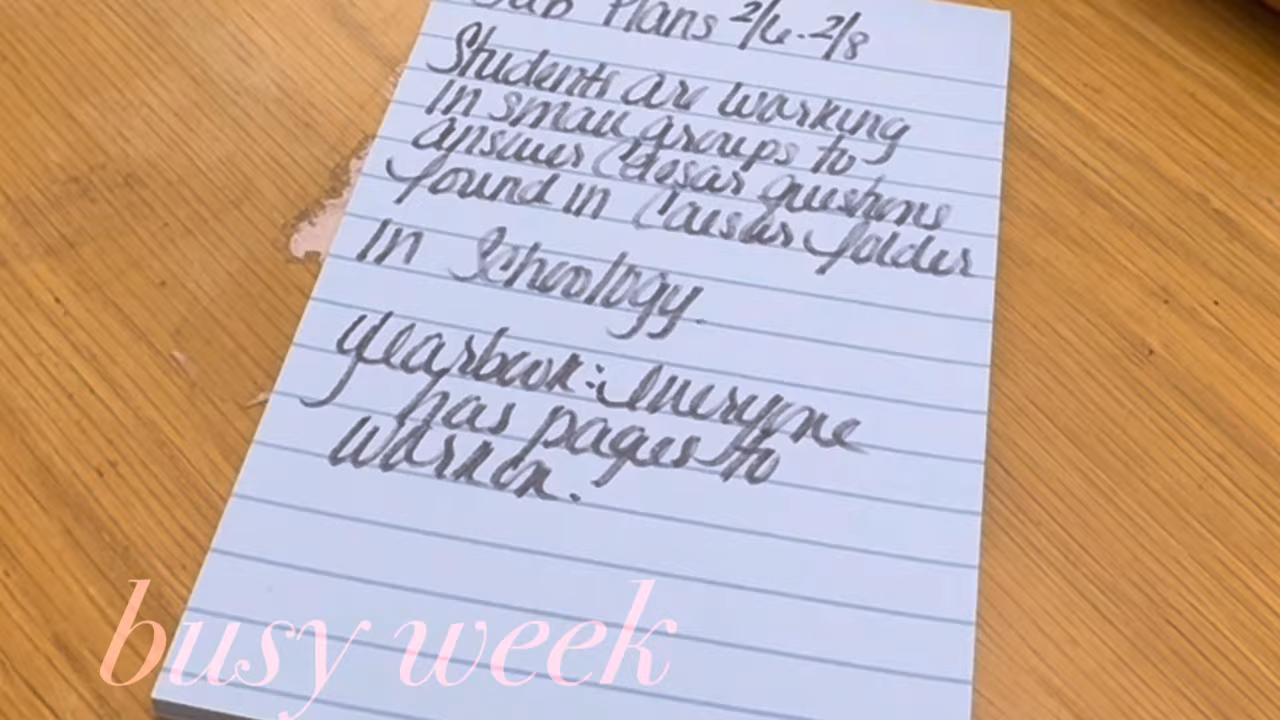 Sub Plans 2/6-2/8
Students are working
in small groups to
answer Caesar questions
found in Caesar folder
in Schoology.
Yearbook: everyone
has pages to
work on.
busy week